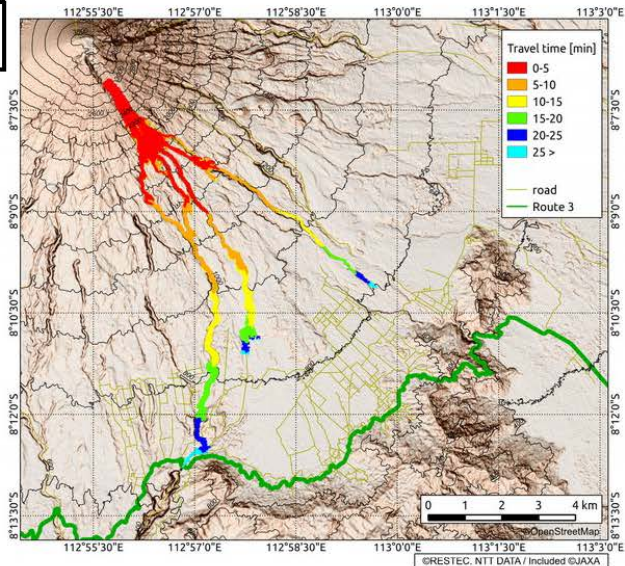 112°55'30"E 112°57'0"E 112°58'30"E 113°0'0"E 113°1'30"E 113°3'0"E
Travel time [min]
0-5
5-10
10-15
15-20
20-25
25 >
road
Route 3
8°7'30"S
8°9'0"S
8°10'30"S
8°12'0"S
8°13'30"S
0 1 2 3 4 km
©OpenStreetMap
112°55'30"E 112°57'0"E 112°58'30"E 113°0'0"E 113°1'30"E 113°3'0"E
©RESTEC, NTT DATA / Included ©JAXA